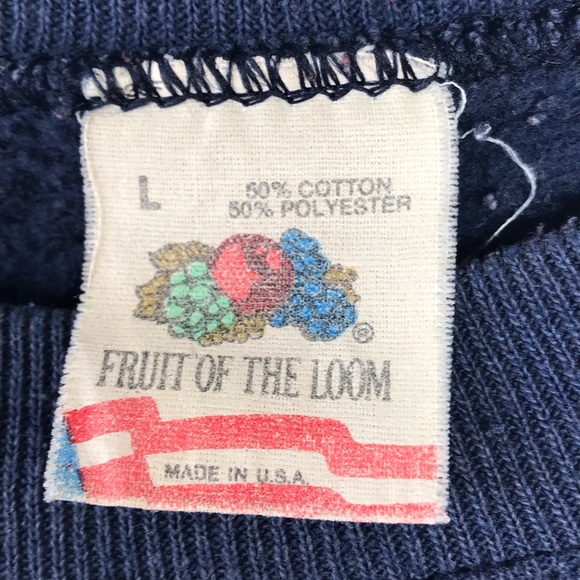 L
50% COTTON
50% POLYESTER
®
FRUIT OF THE LOOM
MADE IN U.S.A.